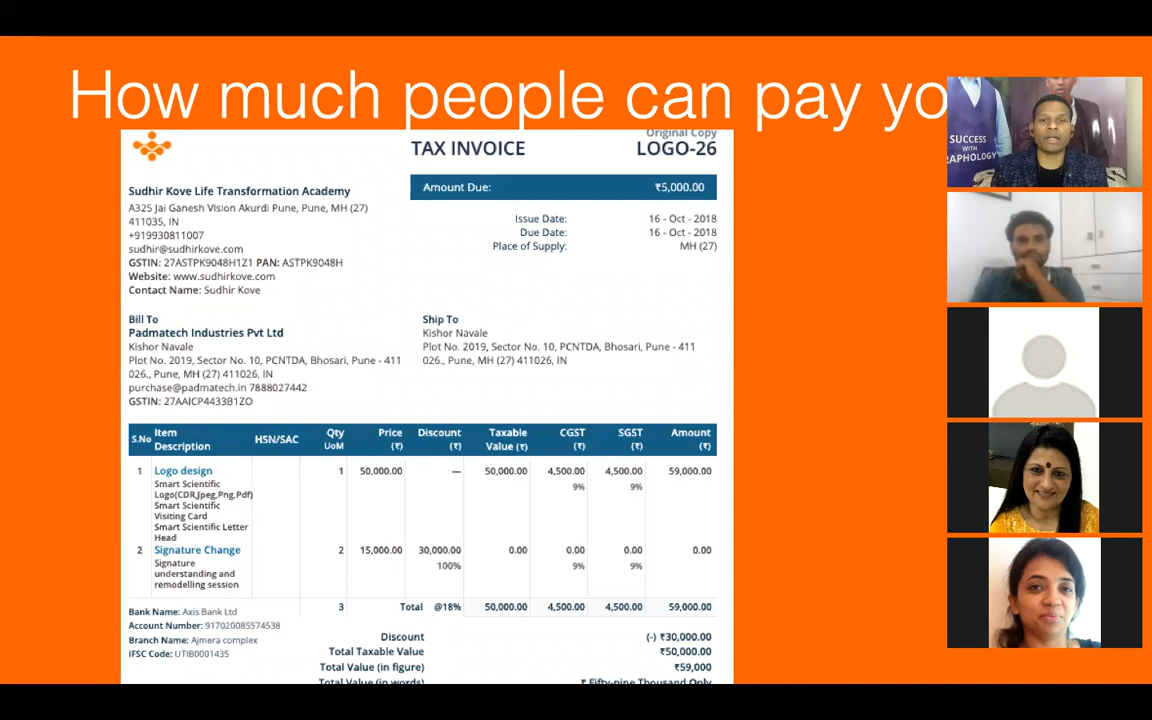 How much people can pay yo
SUCCESS
WITH
RAPHOLOGY
Original Copy
TAX INVOICE LOGO-26
Amount Due: ₹5,000.00
Sudhir Kove Life Transformation Academy
A325 Jai Ganesh VIsion Akurdi Pune, Pune, MH (27)
411035, IN
+919930811007
sudhir@sudhirkove.com
GSTIN: 27ASTPK9048H1Z1 PAN: ASTPK9048H
Website: www.sudhirkove.com
Contact Name: Sudhir Kove
Issue Date: 16 - Oct - 2018
Due Date: 16 - Oct - 2018
Place of Supply: MH (27)
Bill To
Padmatech Industries Pvt Ltd
Kishor Navale
Plot No. 2019, Sector No. 10, PCNTDA, Bhosari, Pune - 411
026., Pune, MH (27) 411026, IN
purchase@padmatech.in 7888027442
GSTIN: 27AAICP4433B1ZO
Ship To
Kishor Navale
Plot No. 2019, Sector No. 10, PCNTDA, Bhosari, Pune - 411
026., Pune, MH (27) 411026, IN
S.No Item Description HSN/SAC Qty UoM Price (₹) Discount (₹) Taxable Value (₹) CGST (₹) SGST (₹) Amount (₹)
1 Logo design 1 50,000.00 — 50,000.00 4,500.00 4,500.00 59,000.00
Smart Scientific 9% 9%
Logo(CDR,Jpeg,Png,Pdf)
Smart Scientific
Visiting Card
Smart Scientific Letter
Head
2 Signature Change 2 15,000.00 30,000.00 0.00 0.00 0.00 0.00
Signature 100% 9% 9%
understanding and
remodelling session
3 Total @18% 50,000.00 4,500.00 4,500.00 59,000.00
Bank Name: Axis Bank Ltd
Account Number: 917020085574538
Branch Name: Ajmera complex
IFSC Code: UTIB0001435
Discount (-) ₹30,000.00
Total Taxable Value ₹50,000.00
Total Value (in figure) ₹59,000
Total Value (in words) ₹ Fifty-nine Thousand Only